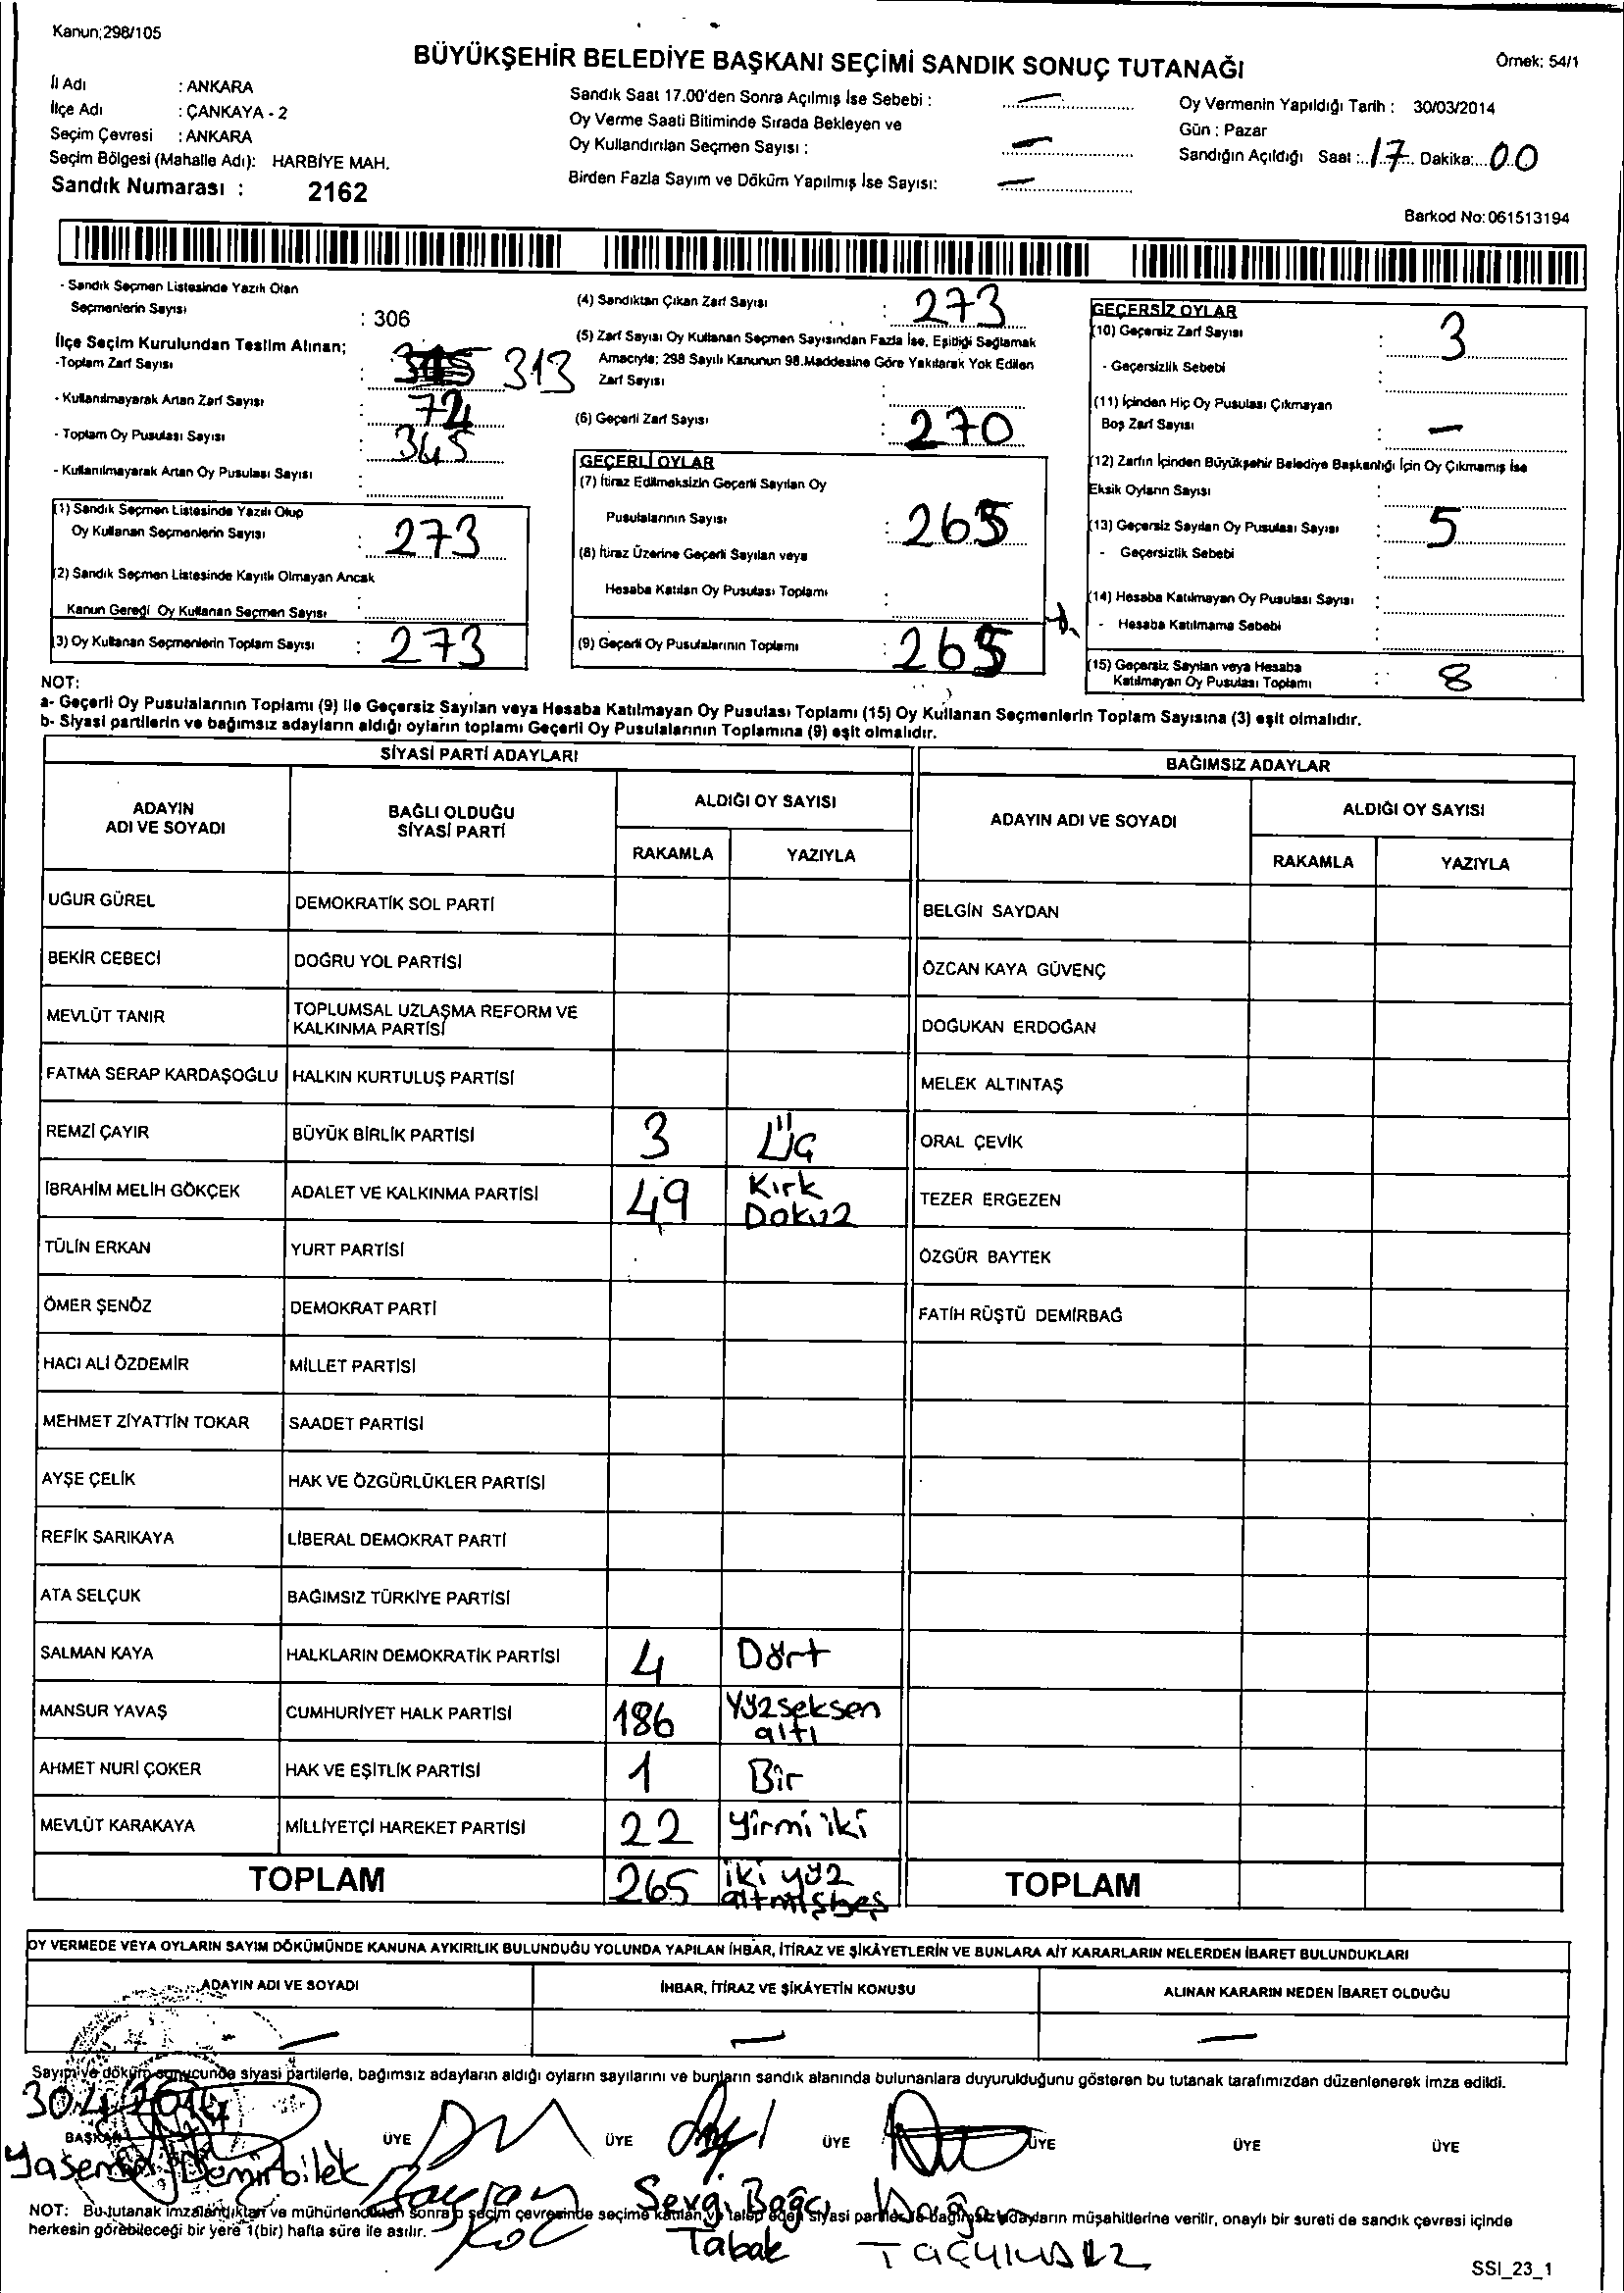 Kanun;298/105
BÜYÜKŞEHİR BELEDİYE BAŞKANI SEÇİMİ SANDIK SONUÇ TUTANAĞI
Örnek: 54/1
İl Adı : ANKARA
İlçe Adı : ÇANKAYA - 2
Seçim Çevresi : ANKARA
Seçim Bölgesi (Mahalle Adı): HARBİYE MAH.
Sandık Numarası : 2162
Sandık Saat 17.00'den Sonra Açılmış İse Sebebi : —
Oy Verme Saati Bitiminde Sırada Bekleyen ve
Oy Kullandırılan Seçmen Sayısı : —
Birden Fazla Sayım ve Döküm Yapılmış İse Sayısı: —
Oy Vermenin Yapıldığı Tarih : 30/03/2014
Gün : Pazar
Sandığın Açıldığı Saat : 17 Dakika: 00
Barkod No: 061513194
- Sandık Seçmen Listesinde Yazılı Olan
Seçmenlerin Sayısı : 306
İlçe Seçim Kurulundan Teslim Alınan;
-Toplam Zarf Sayısı : 313
- Kullanılmayarak Artan Zarf Sayısı : 72
- Toplam Oy Pusulası Sayısı : 345
- Kullanılmayarak Artan Oy Pusulası Sayısı :
(1) Sandık Seçmen Listesinde Yazılı Olup
Oy Kullanan Seçmenlerin Sayısı : 273
(2) Sandık Seçmen Listesinde Kayıtlı Olmayan Ancak
Kanun Gereği Oy Kullanan Seçmen Sayısı :
(3) Oy Kullanan Seçmenlerin Toplam Sayısı : 273
(4) Sandıktan Çıkan Zarf Sayısı : 273
(5) Zarf Sayısı Oy Kullanan Seçmen Sayısından Fazla İse, Eşitliği Sağlamak
Amacıyla; 298 Sayılı Kanunun 98.Maddesine Göre Yakılarak Yok Edilen
Zarf Sayısı :
(6) Geçerli Zarf Sayısı : 270
GEÇERLİ OYLAR
(7) İtiraz Edilmeksizin Geçerli Sayılan Oy
Pusulalarının Sayısı : 265
(8) İtiraz Üzerine Geçerli Sayılan veya
Hesaba Katılan Oy Pusulası Toplamı :
(9) Geçerli Oy Pusulalarının Toplamı : 265
GEÇERSİZ OYLAR
(10) Geçersiz Zarf Sayısı : 3
- Geçersizlik Sebebi :
(11) İçinden Hiç Oy Pusulası Çıkmayan
Boş Zarf Sayısı : —
(12) Zarfın İçinden Büyükşehir Belediye Başkanlığı İçin Oy Çıkmamış İse
Eksik Oyların Sayısı :
(13) Geçersiz Sayılan Oy Pusulası Sayısı : 5
- Geçersizlik Sebebi :
(14) Hesaba Katılmayan Oy Pusulası Sayısı :
- Hesaba Katılmama Sebebi :
(15) Geçersiz Sayılan veya Hesaba
Katılmayan Oy Pusulası Toplamı : 8
NOT:
a- Geçerli Oy Pusulalarının Toplamı (9) ile Geçersiz Sayılan veya Hesaba Katılmayan Oy Pusulası Toplamı (15) Oy Kullanan Seçmenlerin Toplam Sayısına (3) eşit olmalıdır.
b- Siyasi partilerin ve bağımsız adayların aldığı oyların toplamı Geçerli Oy Pusulalarının Toplamına (9) eşit olmalıdır.
SİYASİ PARTİ ADAYLARI
ADAYIN ADI VE SOYADI
BAĞLI OLDUĞU SİYASİ PARTİ
ALDIĞI OY SAYISI
RAKAMLA YAZIYLA
UĞUR GÜREL DEMOKRATİK SOL PARTİ
BEKİR CEBECİ DOĞRU YOL PARTİSİ
MEVLÜT TANIR TOPLUMSAL UZLAŞMA REFORM VE KALKINMA PARTİSİ
FATMA SERAP KARDAŞOĞLU HALKIN KURTULUŞ PARTİSİ
REMZİ ÇAYIR BÜYÜK BİRLİK PARTİSİ 3 Üç
İBRAHİM MELİH GÖKÇEK ADALET VE KALKINMA PARTİSİ 49 Kırk Dokuz
TÜLİN ERKAN YURT PARTİSİ
ÖMER ŞENÖZ DEMOKRAT PARTİ
HACI ALİ ÖZDEMİR MİLLET PARTİSİ
MEHMET ZİYATTİN TOKAR SAADET PARTİSİ
AYŞE ÇELİK HAK VE ÖZGÜRLÜKLER PARTİSİ
REFİK SARIKAYA LİBERAL DEMOKRAT PARTİ
ATA SELÇUK BAĞIMSIZ TÜRKİYE PARTİSİ
SALMAN KAYA HALKLARIN DEMOKRATİK PARTİSİ 4 Dört
MANSUR YAVAŞ CUMHURİYET HALK PARTİSİ 186 Yüzseksen altı
AHMET NURİ ÇOKER HAK VE EŞİTLİK PARTİSİ 1 Bir
MEVLÜT KARAKAYA MİLLİYETÇİ HAREKET PARTİSİ 22 Yirmi iki
TOPLAM 265 iki yüz altmışbeş
BAĞIMSIZ ADAYLAR
ADAYIN ADI VE SOYADI
ALDIĞI OY SAYISI
RAKAMLA YAZIYLA
BELGİN SAYDAN
ÖZCAN KAYA GÜVENÇ
DOĞUKAN ERDOĞAN
MELEK ALTINTAŞ
ORAL ÇEVİK
TEZER ERGEZEN
ÖZGÜR BAYTEK
FATİH RÜŞTÜ DEMİRBAĞ
TOPLAM
OY VERMEDE VEYA OYLARIN SAYIM DÖKÜMÜNDE KANUNA AYKIRILIK BULUNDUĞU YOLUNDA YAPILAN İHBAR, İTİRAZ VE ŞİKÂYETLERİN VE BUNLARA AİT KARARLARIN NELERDEN İBARET BULUNDUKLARI
ADAYIN ADI VE SOYADI İHBAR, İTİRAZ VE ŞİKÂYETİN KONUSU ALINAN KARARIN NEDEN İBARET OLDUĞU
— — —
Sayım ve döküm sonucunda siyasi partilerle, bağımsız adayların aldığı oyların sayılarını ve bunların sandık alanında bulunanlara duyurulduğunu gösteren bu tutanak tarafımızdan düzenlenerek imza edildi.
BAŞKAN ÜYE ÜYE ÜYE ÜYE ÜYE ÜYE
Demirbilek
Sevgi Bağcı Tabak
Koç
NOT: Bu tutanak imzalandıktan ve mühürlendikten sonra o seçim çevresinde seçime katılan ve talep eden siyasi partiler ve bağımsız adayların müşahitlerine verilir, onaylı bir sureti de sandık çevresi içinde
herkesin görebileceği bir yere 1(bir) hafta süre ile asılır.
SSI_23_1